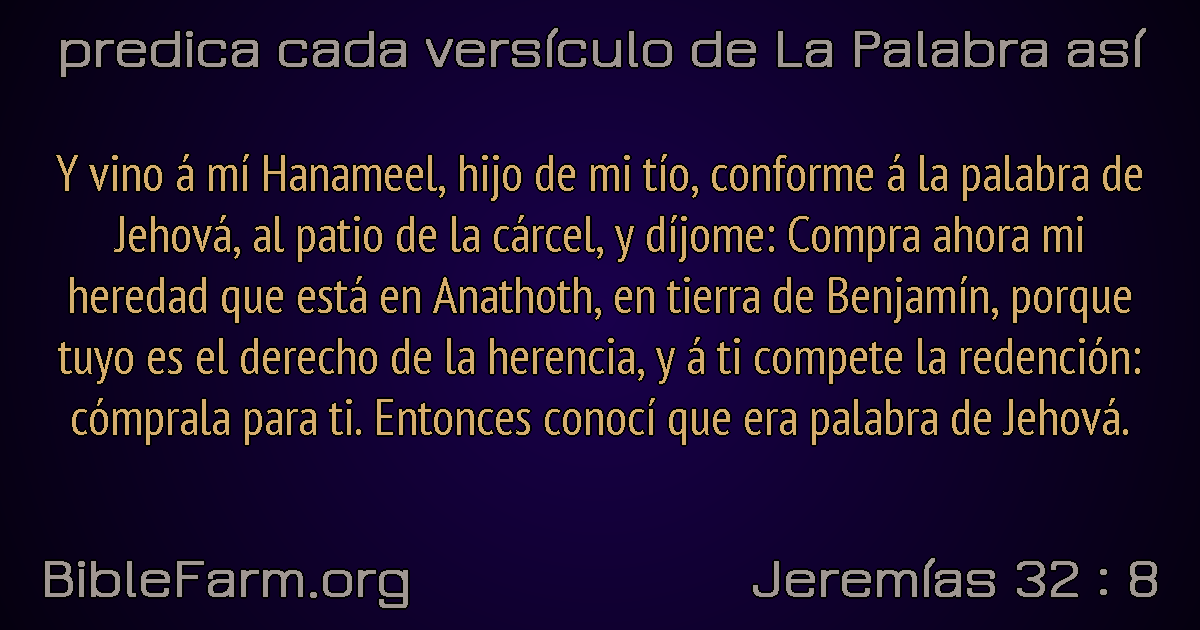 predica cada versículo de La Palabra así
Y vino á mí Hanameel, hijo de mi tío, conforme á la palabra de
Jehová, al patio de la cárcel, y díjome: Compra ahora mi
heredad que está en Anathoth, en tierra de Benjamín, porque
tuyo es el derecho de la herencia, y á ti compete la redención:
cómprala para ti. Entonces conocí que era palabra de Jehová.
BibleFarm.org
Jeremías 32 : 8